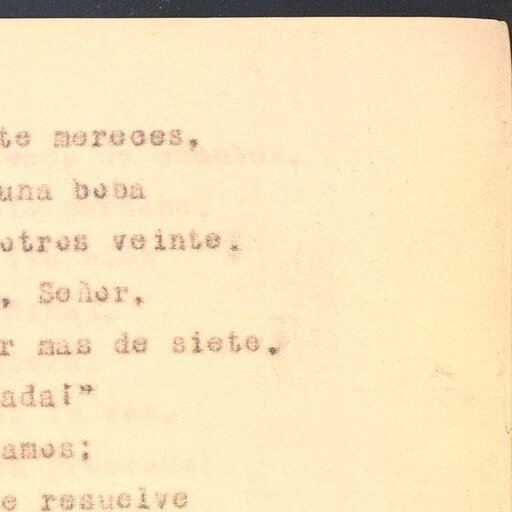 te mereces,
una boba
otros veinte.
, Señor,
r mas de siete.
ada!"
amos;
e resuelve